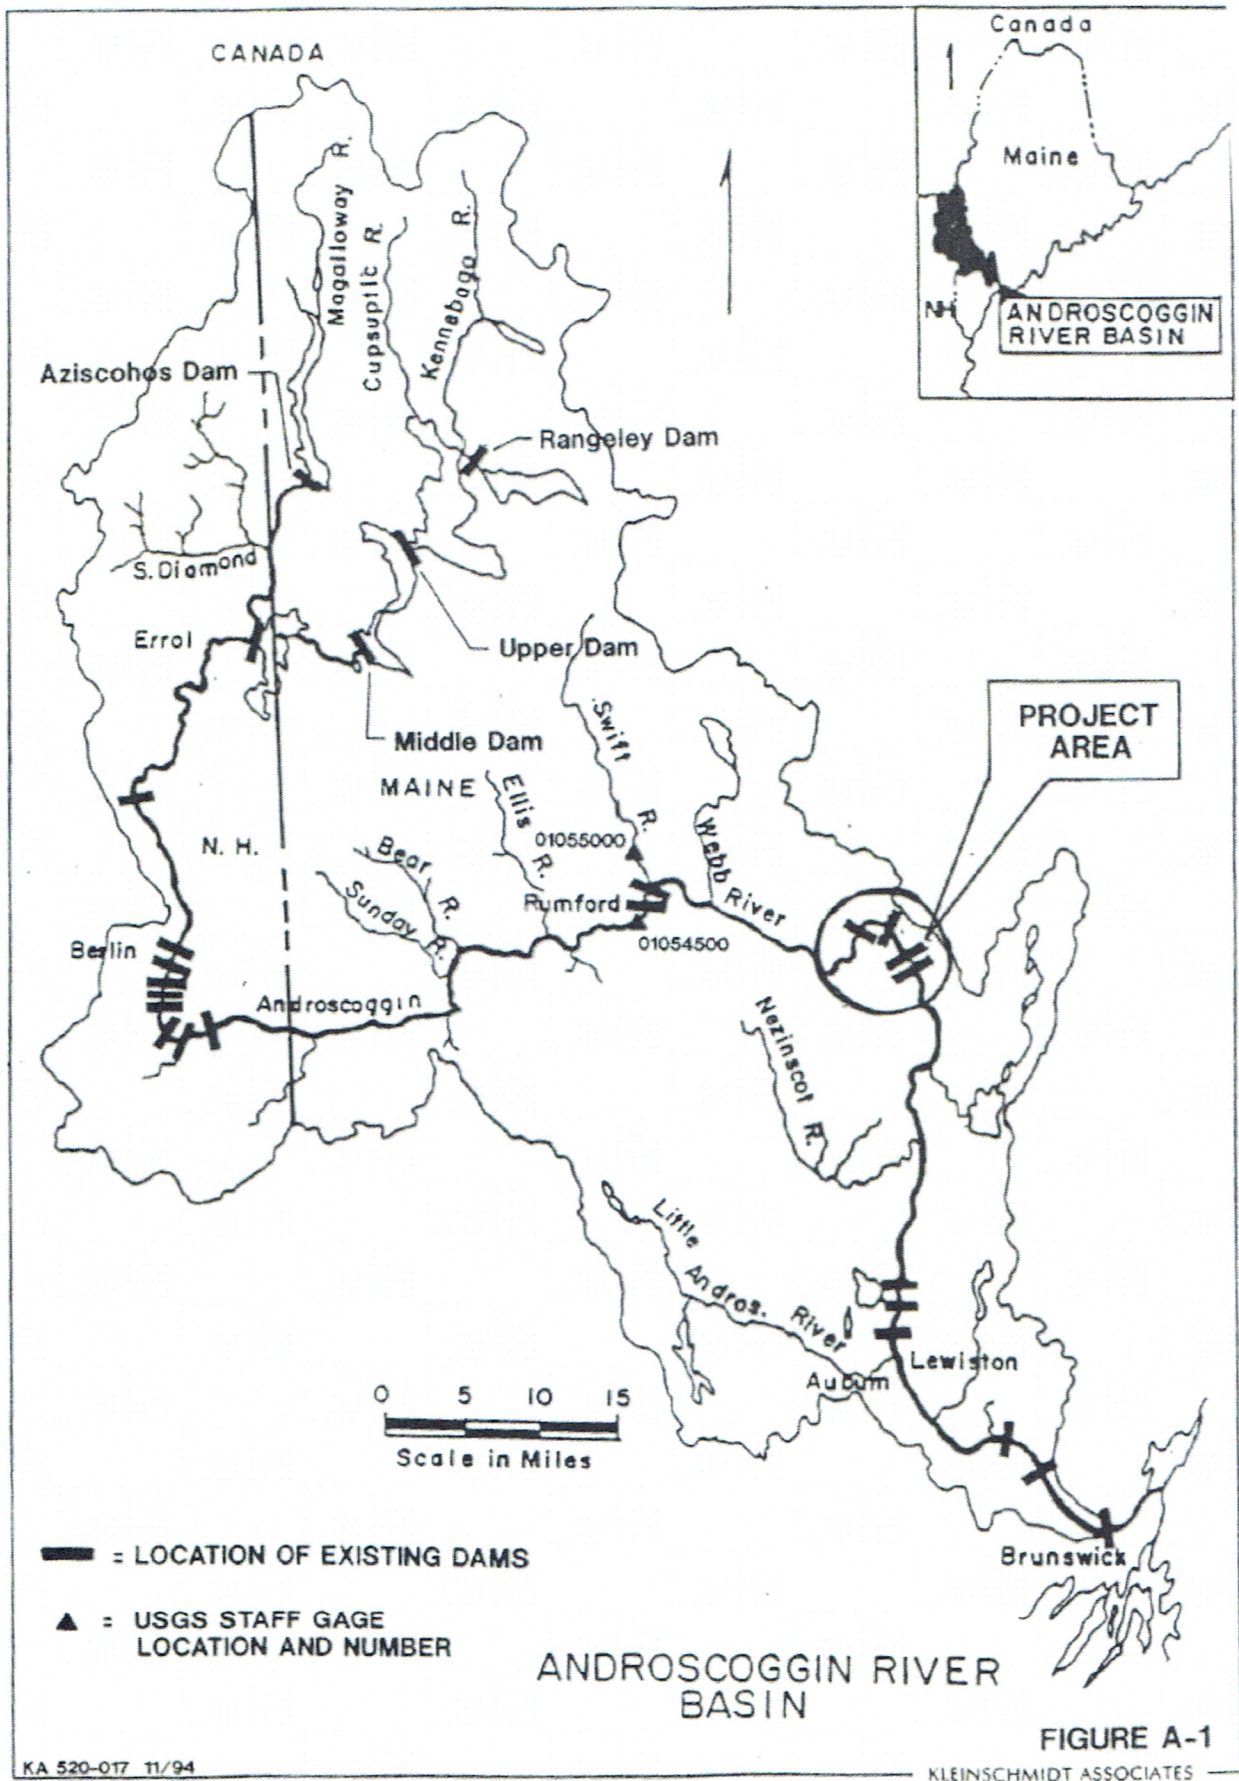 CANADA
Canada
Maine
NH
ANDROSCOGGIN
RIVER BASIN
Magalloway R.
Cupsuptic R.
Kennebago R.
Aziscohos Dam
Rangeley Dam
S. Diamond
Errol
Upper Dam
Middle Dam
MAINE
N. H.
PROJECT
AREA
Swift R.
Ellis R.
01055000
Bear R.
Sunday R.
Webb River
Rumford
01054500
Berlin
Androscoggin
Nezinscot R.
Little Andros. River
Lewiston
Auburn
0 5 10 15
Scale in Miles
Brunswick
= LOCATION OF EXISTING DAMS
= USGS STAFF GAGE
LOCATION AND NUMBER
ANDROSCOGGIN RIVER
BASIN
FIGURE A-1
KA 520-017 11/94
KLEINSCHMIDT ASSOCIATES